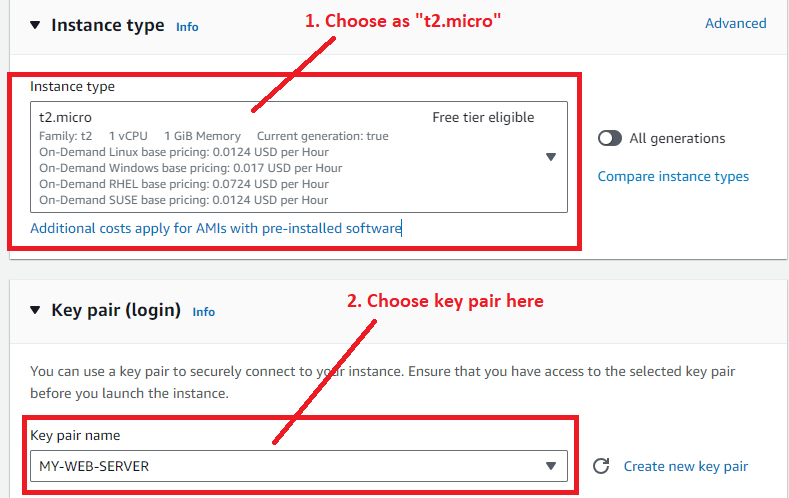 Instance type Info
1. Choose as "t2.micro"
Advanced
Instance type
t2.micro Free tier eligible
Family: t2 1 vCPU 1 GiB Memory Current generation: true
On-Demand Linux base pricing: 0.0124 USD per Hour
On-Demand Windows base pricing: 0.017 USD per Hour
On-Demand RHEL base pricing: 0.0724 USD per Hour
On-Demand SUSE base pricing: 0.0124 USD per Hour
All generations
Compare instance types
Additional costs apply for AMIs with pre-installed software
Key pair (login) Info
2. Choose key pair here
You can use a key pair to securely connect to your instance. Ensure that you have access to the selected key pair
before you launch the instance.
Key pair name
MY-WEB-SERVER
Create new key pair